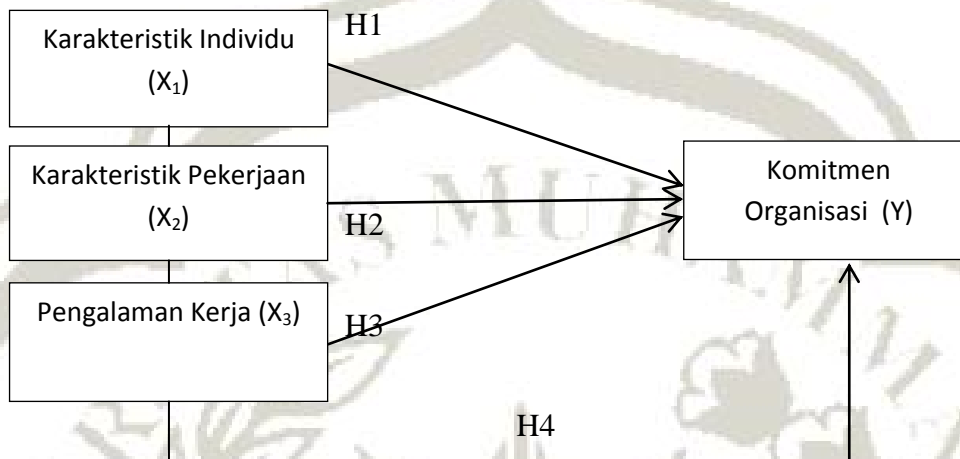 H1
Karakteristik Individu
(X₁)
Karakteristik Pekerjaan
(X₂)
H2
Komitmen
Organisasi (Y)
Pengalaman Kerja (X₃)
H3
H4